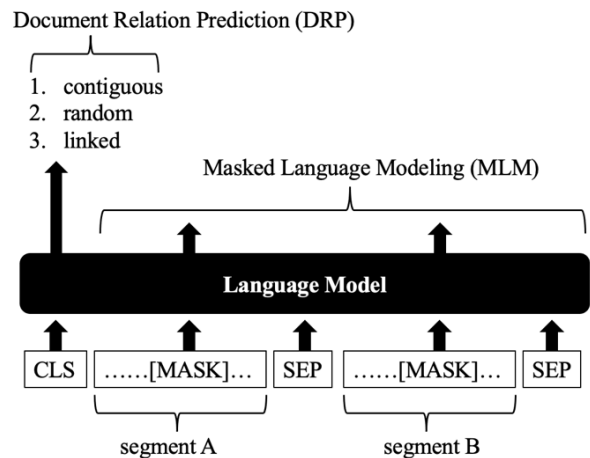 Document Relation Prediction (DRP)
1. contiguous
2. random
3. linked
Masked Language Modeling (MLM)
Language Model
CLS ……[MASK]… SEP ……[MASK]… SEP
segment A segment B